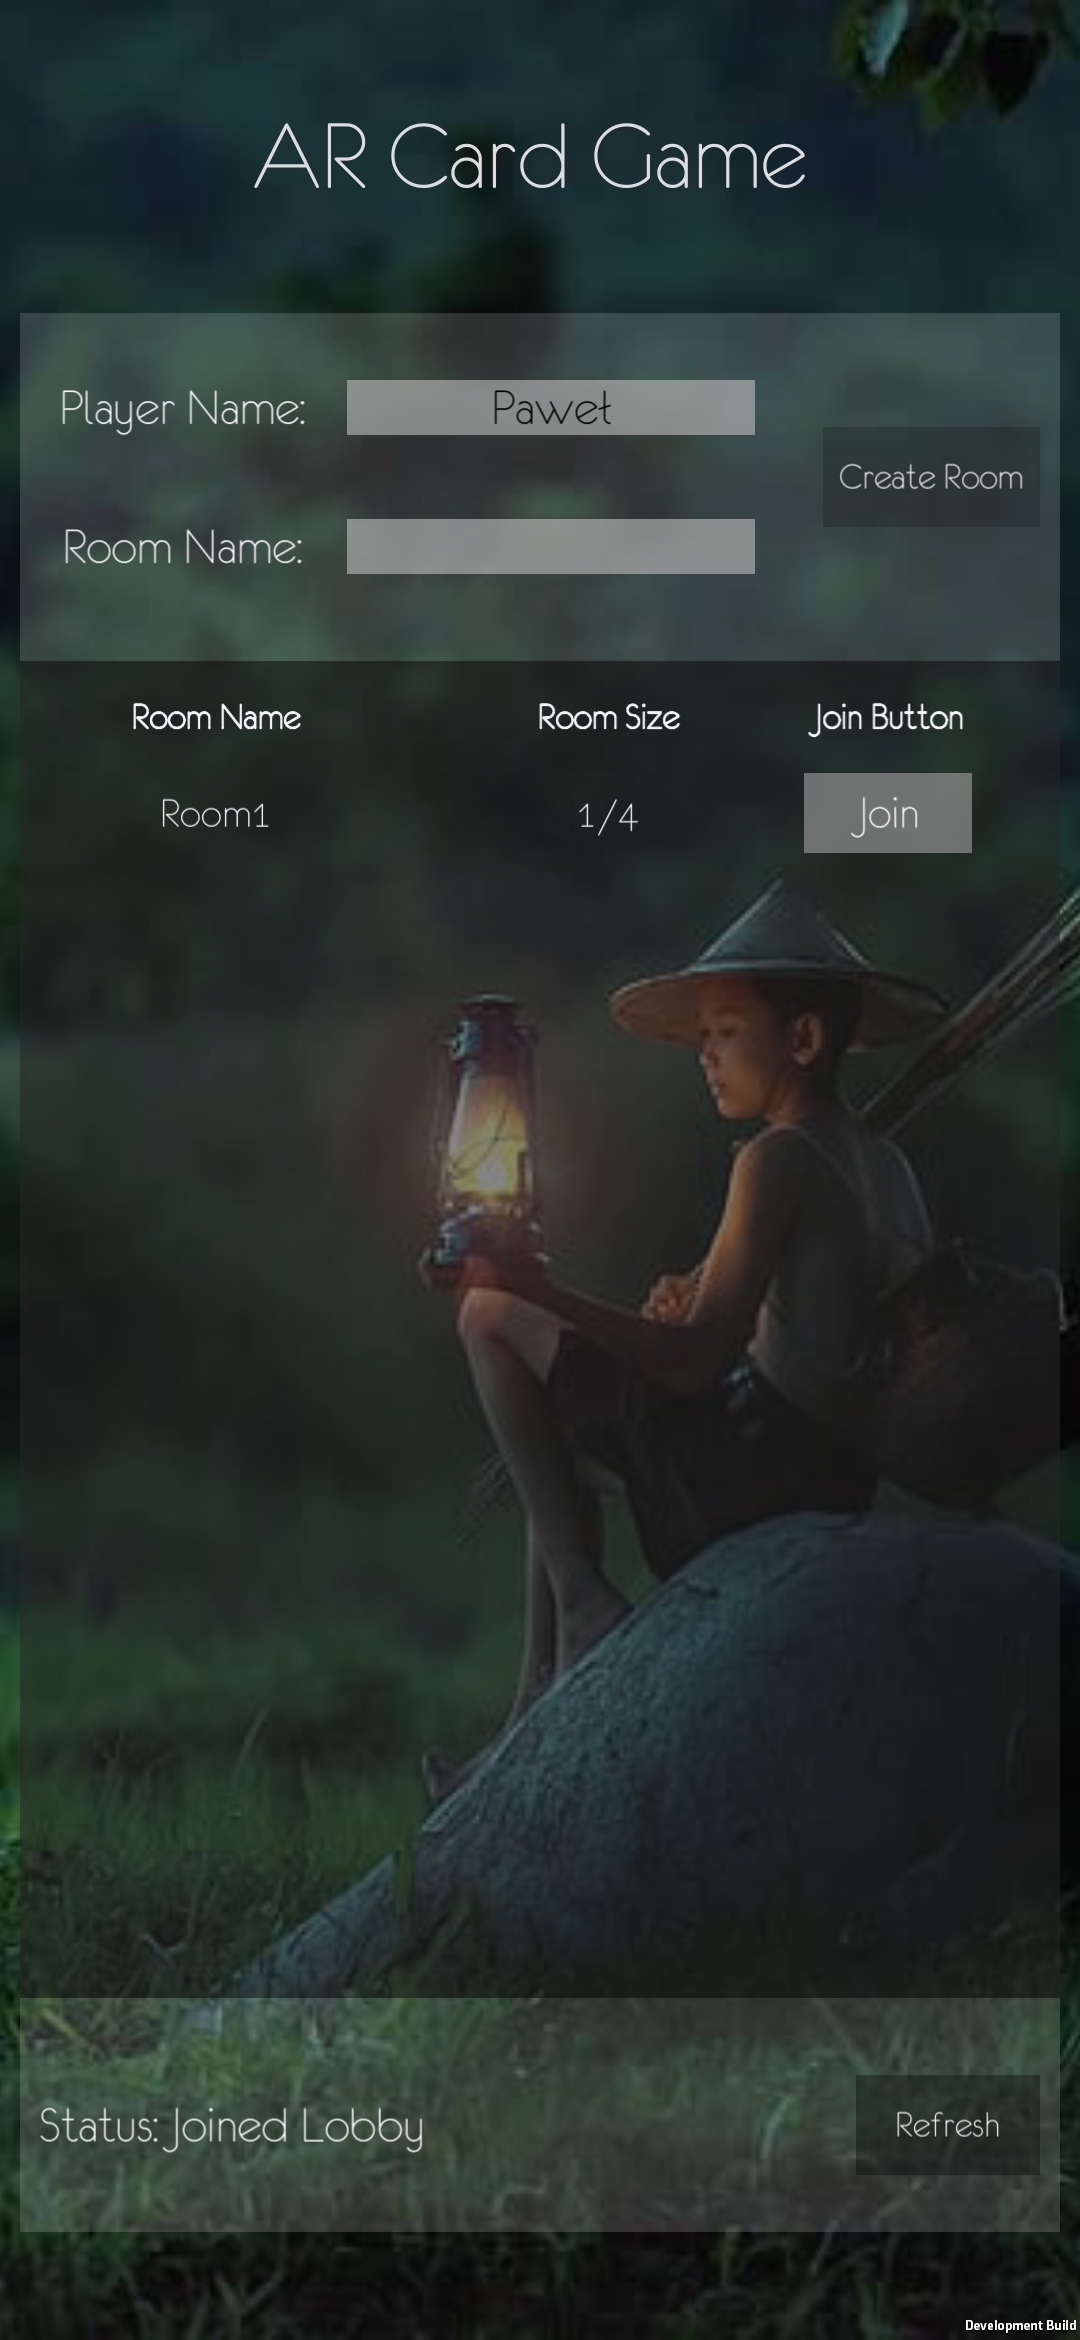 AR Card Game
Player Name: Paweł
Create Room
Room Name:
Room Name Room Size Join Button
Room1 1/4 Join
Status: Joined Lobby Refresh
Development Build